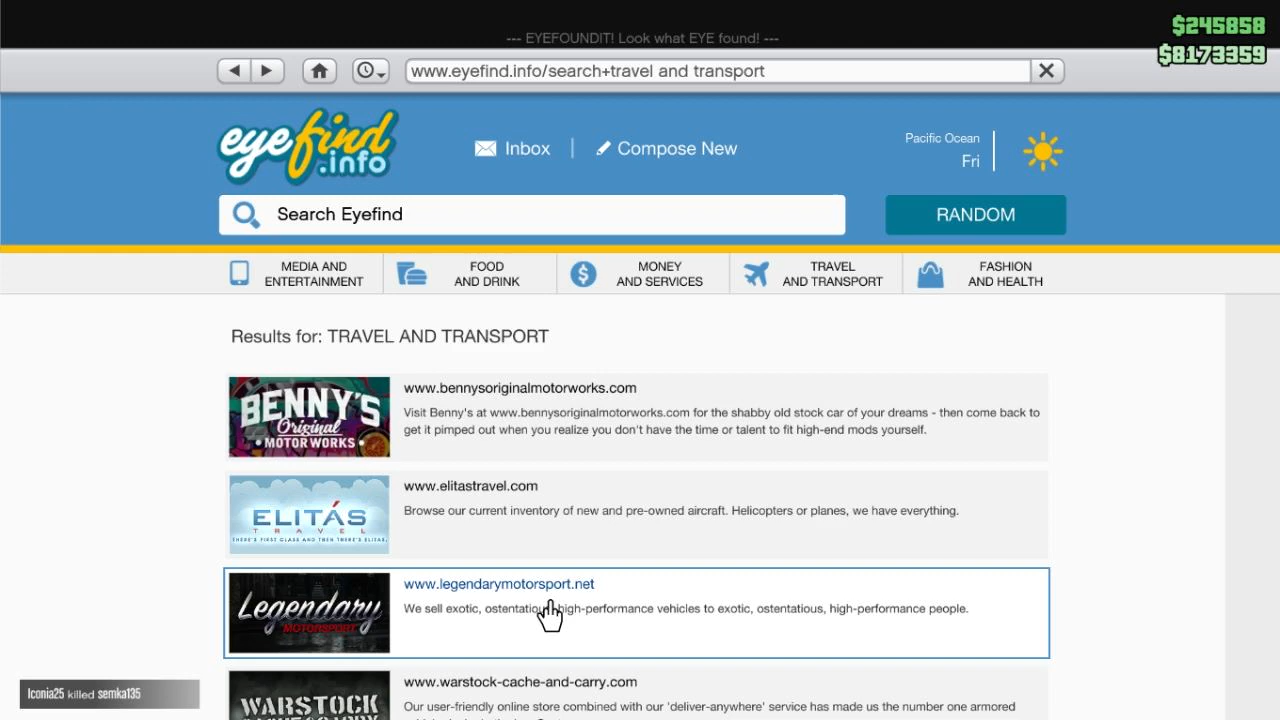 --- EYEFOUNDIT! Look what EYE found! ---
$245858
$8173359
www.eyefind.info/search+travel and transport
eyefind
.info
Inbox
Compose New
Pacific Ocean
Fri
Search Eyefind
RANDOM
MEDIA AND
ENTERTAINMENT
FOOD
AND DRINK
MONEY
AND SERVICES
TRAVEL
AND TRANSPORT
FASHION
AND HEALTH
Results for: TRAVEL AND TRANSPORT
BENNY'S
Original
MOTOR WORKS
www.bennysoriginalmotorworks.com
Visit Benny's at www.bennysoriginalmotorworks.com for the shabby old stock car of your dreams - then come back to
get it pimped out when you realize you don't have the time or talent to fit high-end mods yourself.
ELITÁS
TRAVEL
THERE'S FIRST CLASS AND THEN THERE'S ELITÁS.
www.elitastravel.com
Browse our current inventory of new and pre-owned aircraft. Helicopters or planes, we have everything.
Legendary
MOTORSPORT
www.legendarymotorsport.net
We sell exotic, ostentatious, high-performance vehicles to exotic, ostentatious, high-performance people.
WARSTOCK
www.warstock-cache-and-carry.com
Our user-friendly online store combined with our 'deliver-anywhere' service has made us the number one armored
Iconia25 killed semka135